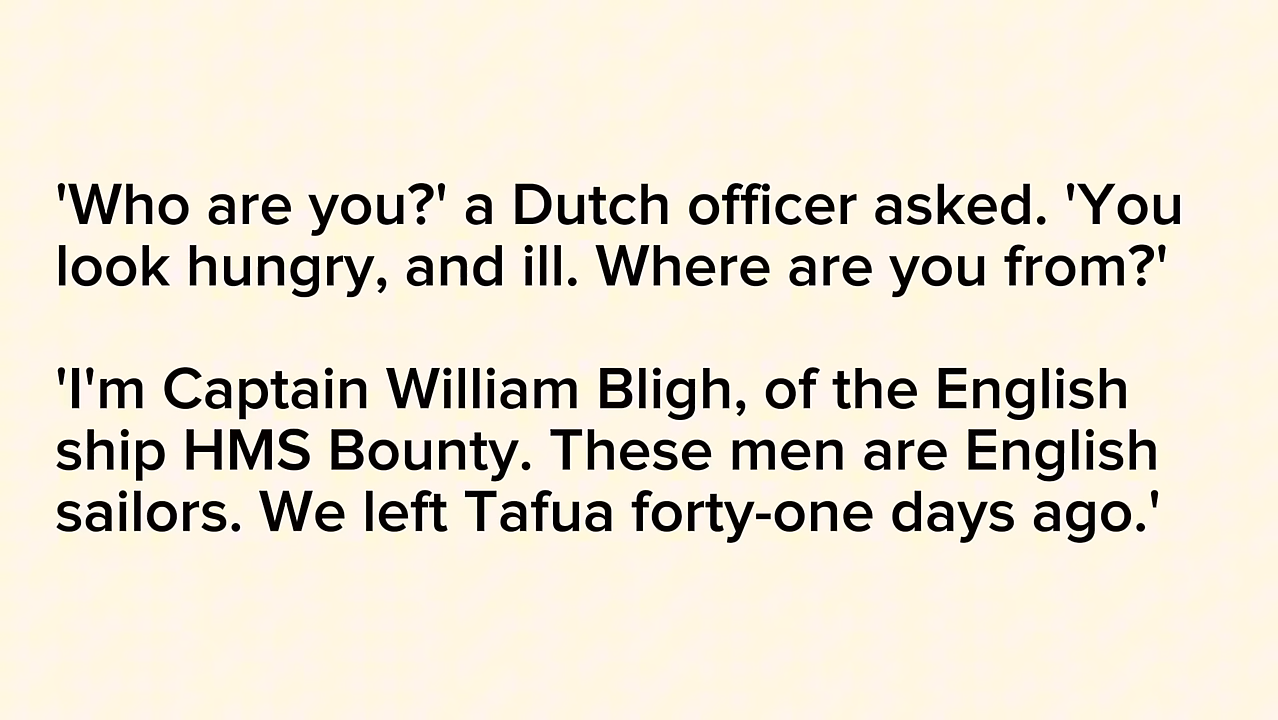 'Who are you?' a Dutch officer asked. 'You
look hungry, and ill. Where are you from?'
'I'm Captain William Bligh, of the English
ship HMS Bounty. These men are English
sailors. We left Tafua forty-one days ago.'